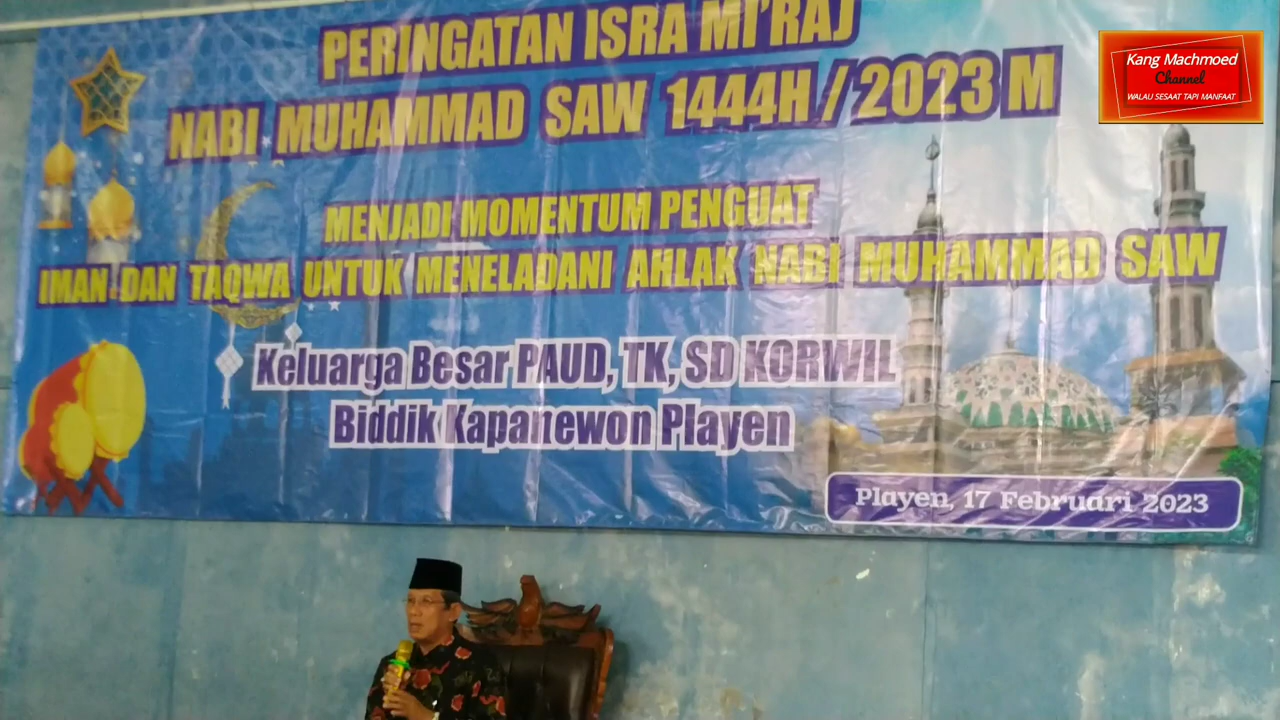 PERINGATAN ISRA MI'RAJ
NABI MUHAMMAD SAW 1444H / 2023 M
MENJADI MOMENTUM PENGUAT
IMAN DAN TAQWA UNTUK MENELADANI AHLAK NABI MUHAMMAD SAW
Keluarga Besar PAUD, TK, SD KORWIL
Biddik Kapanewon Playen
Playen, 17 Februari 2023
Kang Machmoed
Channel
WALAU SESAAT TAPI MANFAAT